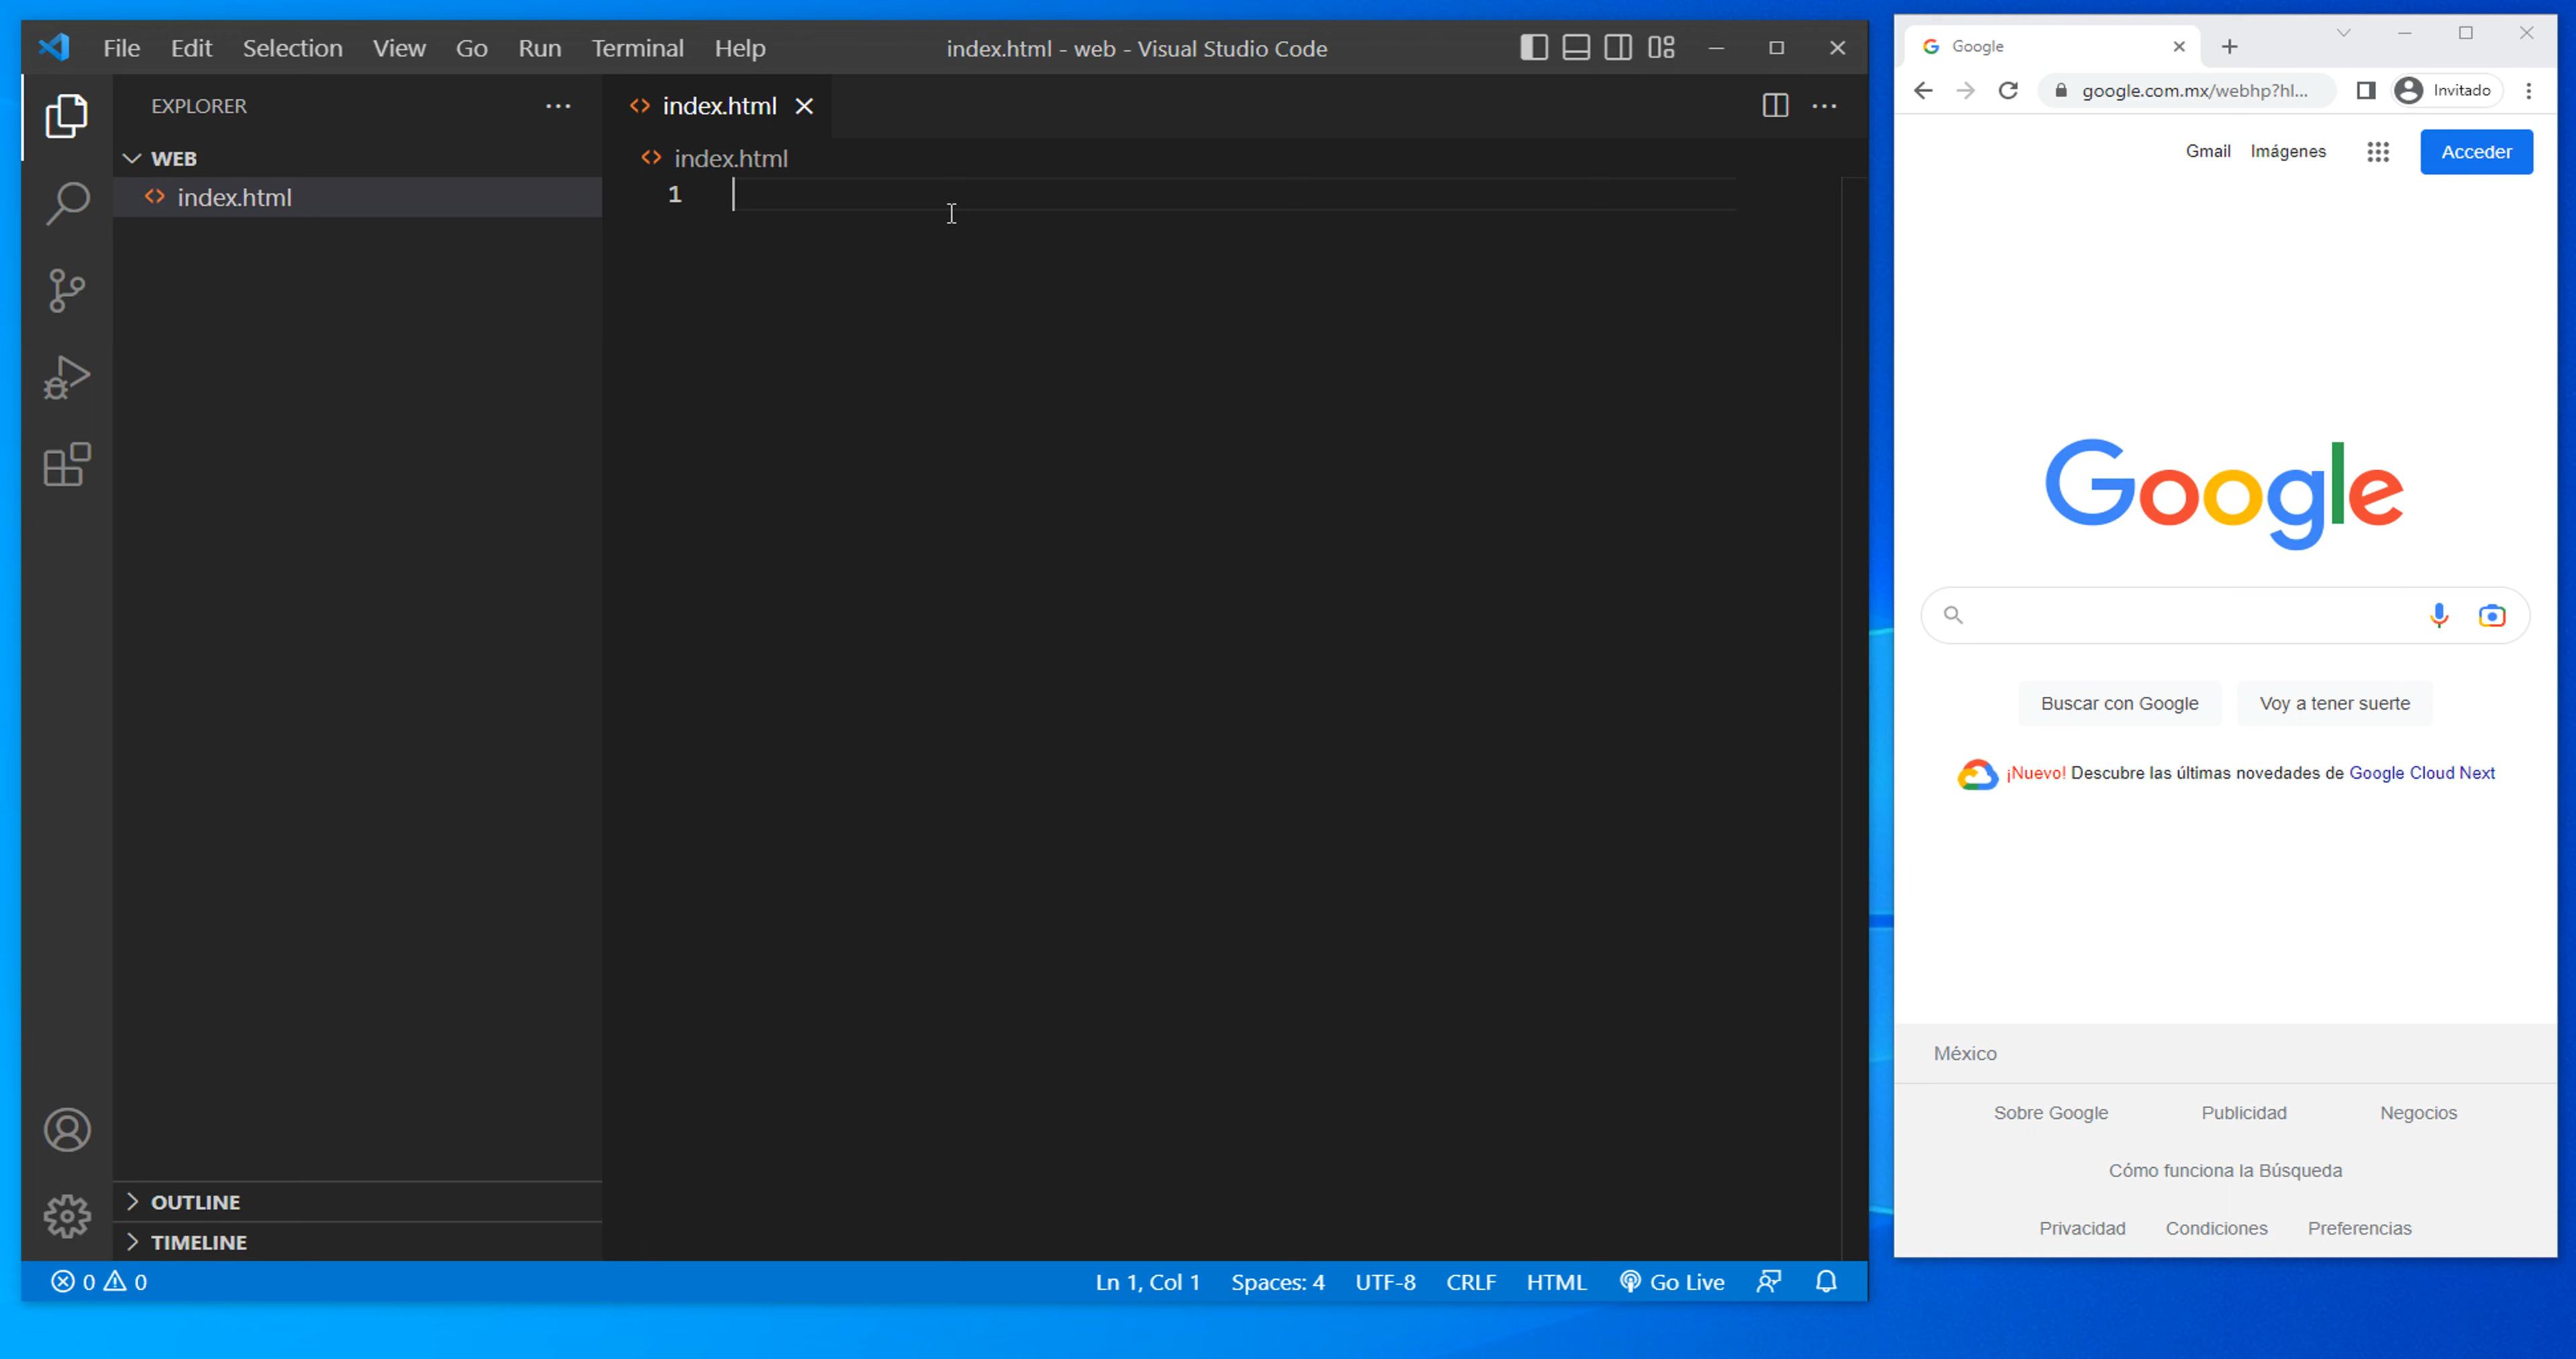 File Edit Selection View Go Run Terminal Help
index.html - web - Visual Studio Code
EXPLORER
WEB
index.html
OUTLINE
TIMELINE
index.html
index.html
1
0 0
Ln 1, Col 1 Spaces: 4 UTF-8 CRLF HTML Go Live
Google
google.com.mx/webhp?hl...
Invitado
Gmail Imágenes Acceder
Google
Buscar con Google Voy a tener suerte
¡Nuevo! Descubre las últimas novedades de Google Cloud Next
México
Sobre Google Publicidad Negocios
Cómo funciona la Búsqueda
Privacidad Condiciones Preferencias